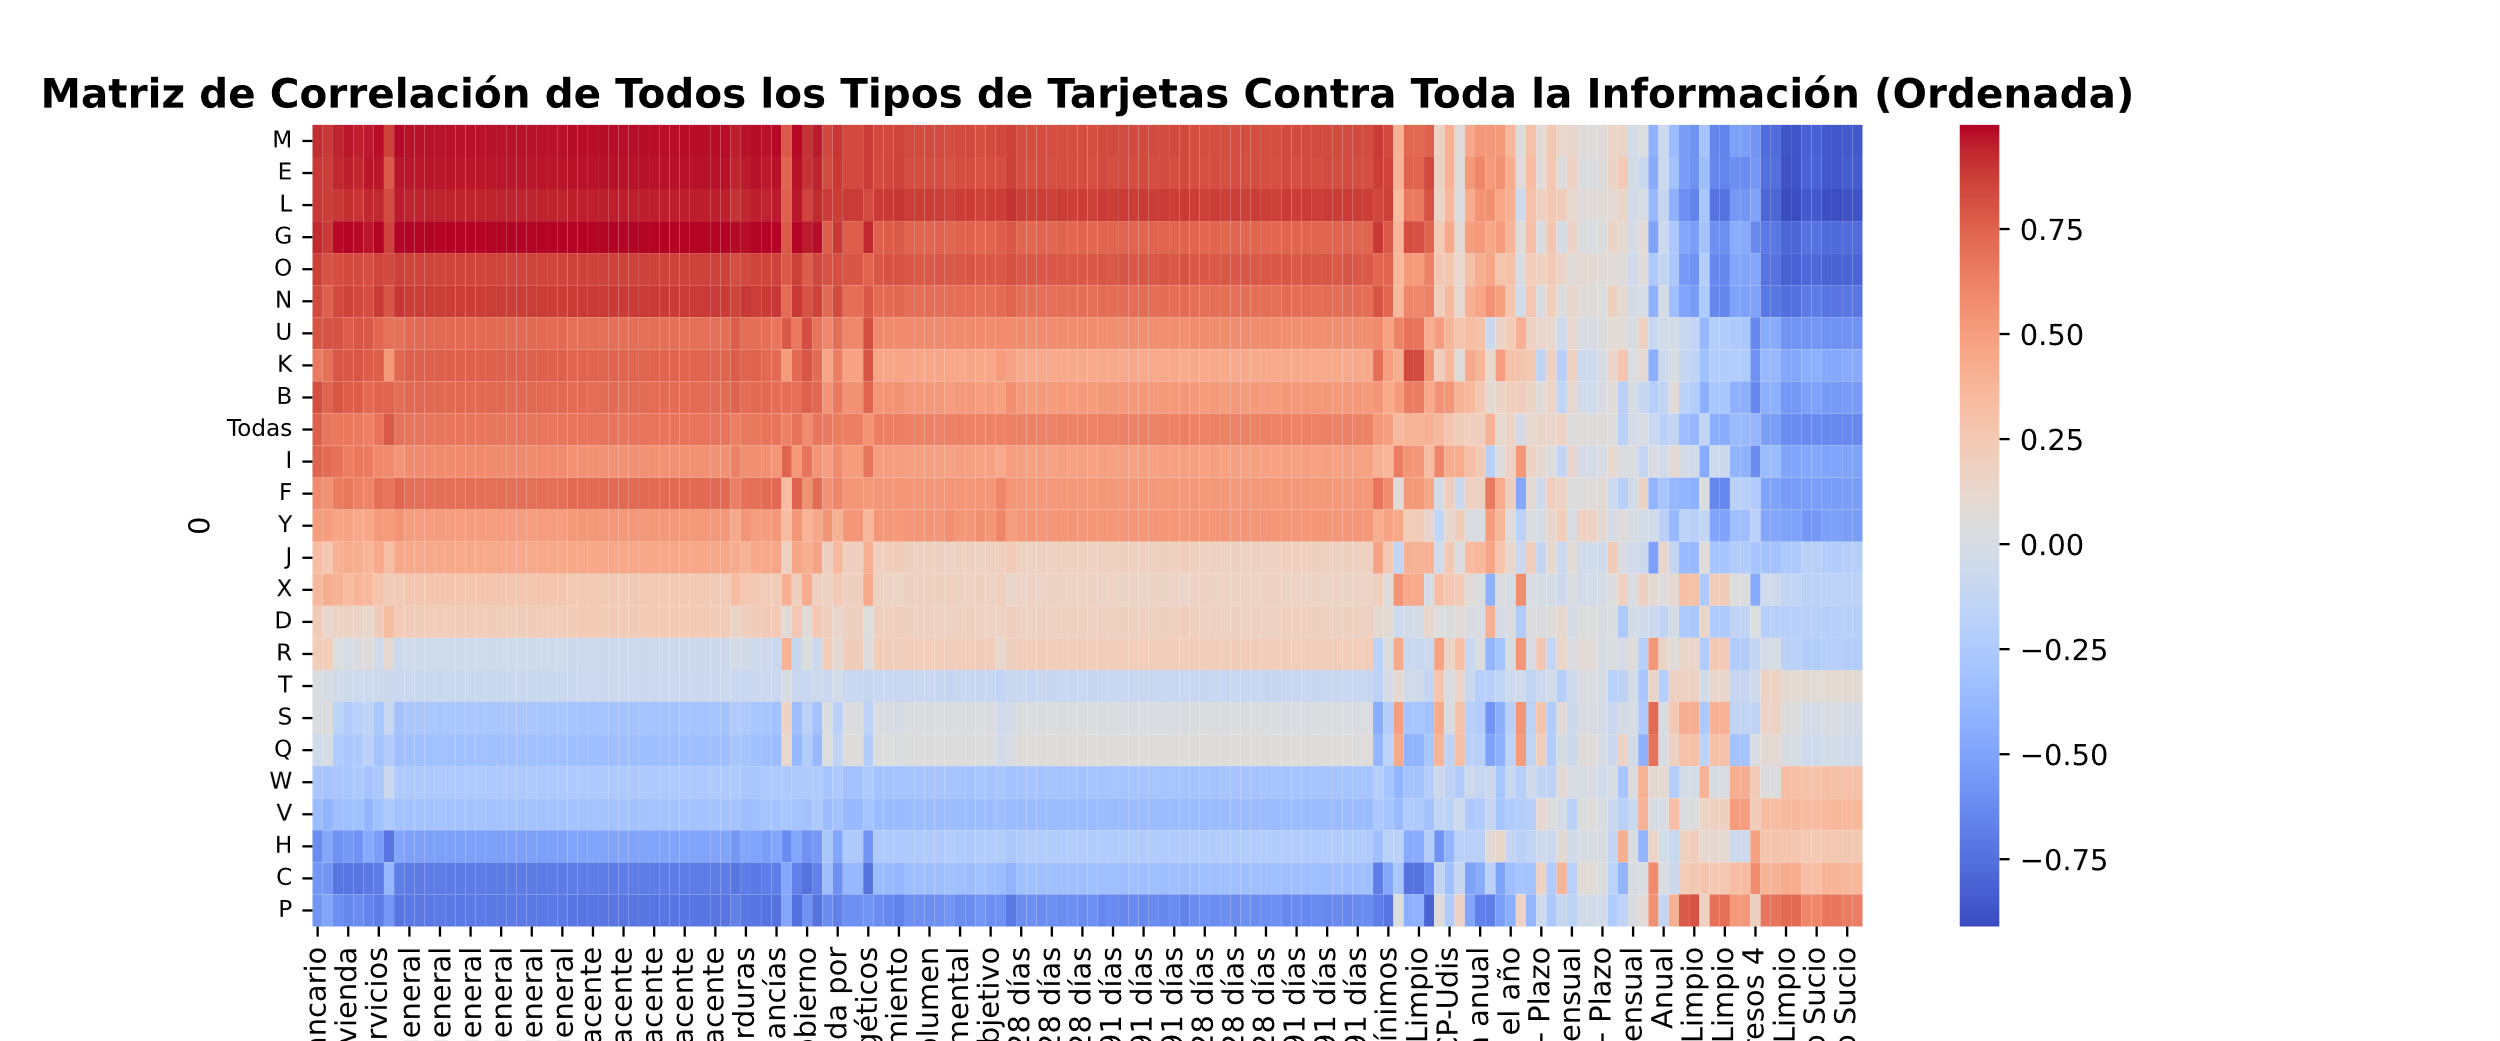 Matriz de Correlación de Todos los Tipos de Tarjetas Contra Toda la Información (Ordenada)
M
E
L
G
O
N
U
K
B
Todas
I
F
Y
J
X
D
R
T
S
Q
W
V
H
C
P
0
ancario
vienda
rvicios
eneral
eneral
eneral
eneral
eneral
eneral
acente
acente
acente
acente
acente
rduras
ancías
obierno
da por
géticos
miento
olumen
mental
bjetivo
28 días
28 días
28 días
91 días
91 días
91 días
28 días
28 días
28 días
91 días
91 días
91 días
ínimos
Limpio
CP-Udis
n anual
el año
- Plazo
ensual
- Plazo
ensual
Anual
Limpio
Limpio
resos 4
Limpio
o Sucio
o Sucio
0.75
0.50
0.25
0.00
−0.25
−0.50
−0.75